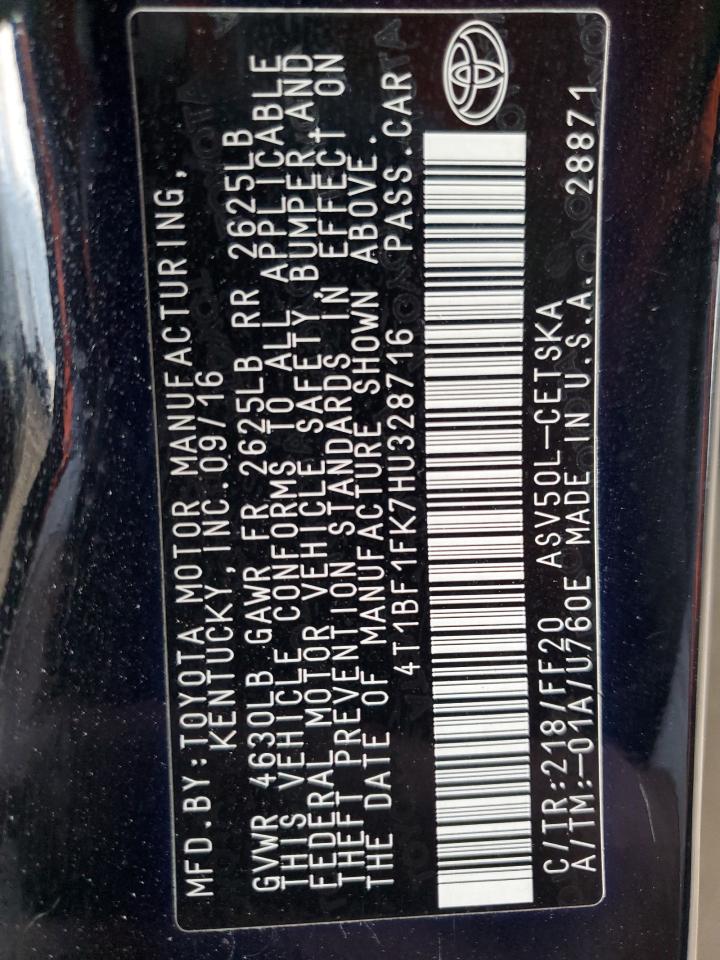 MFD.BY:TOYOTA MOTOR MANUFACTURING,
KENTUCKY, INC.09/16
GVWR 4630LB GAWR FR 2625LB RR 2625LB
THIS VEHICLE CONFORMS TO ALL APPLICABLE
FEDERAL MOTOR VEHICLE SAFETY, BUMPER, AND
THEFT PREVENTION STANDARDS IN EFFECT ON
THE DATE OF MANUFACTURE SHOWN ABOVE.
4T1BF1FK7HU328716 PASS.CAR
C/TR:218/FF20 ASV50L-CETSKA
A/TM:-01A/U760E MADE IN U.S.A. 28871